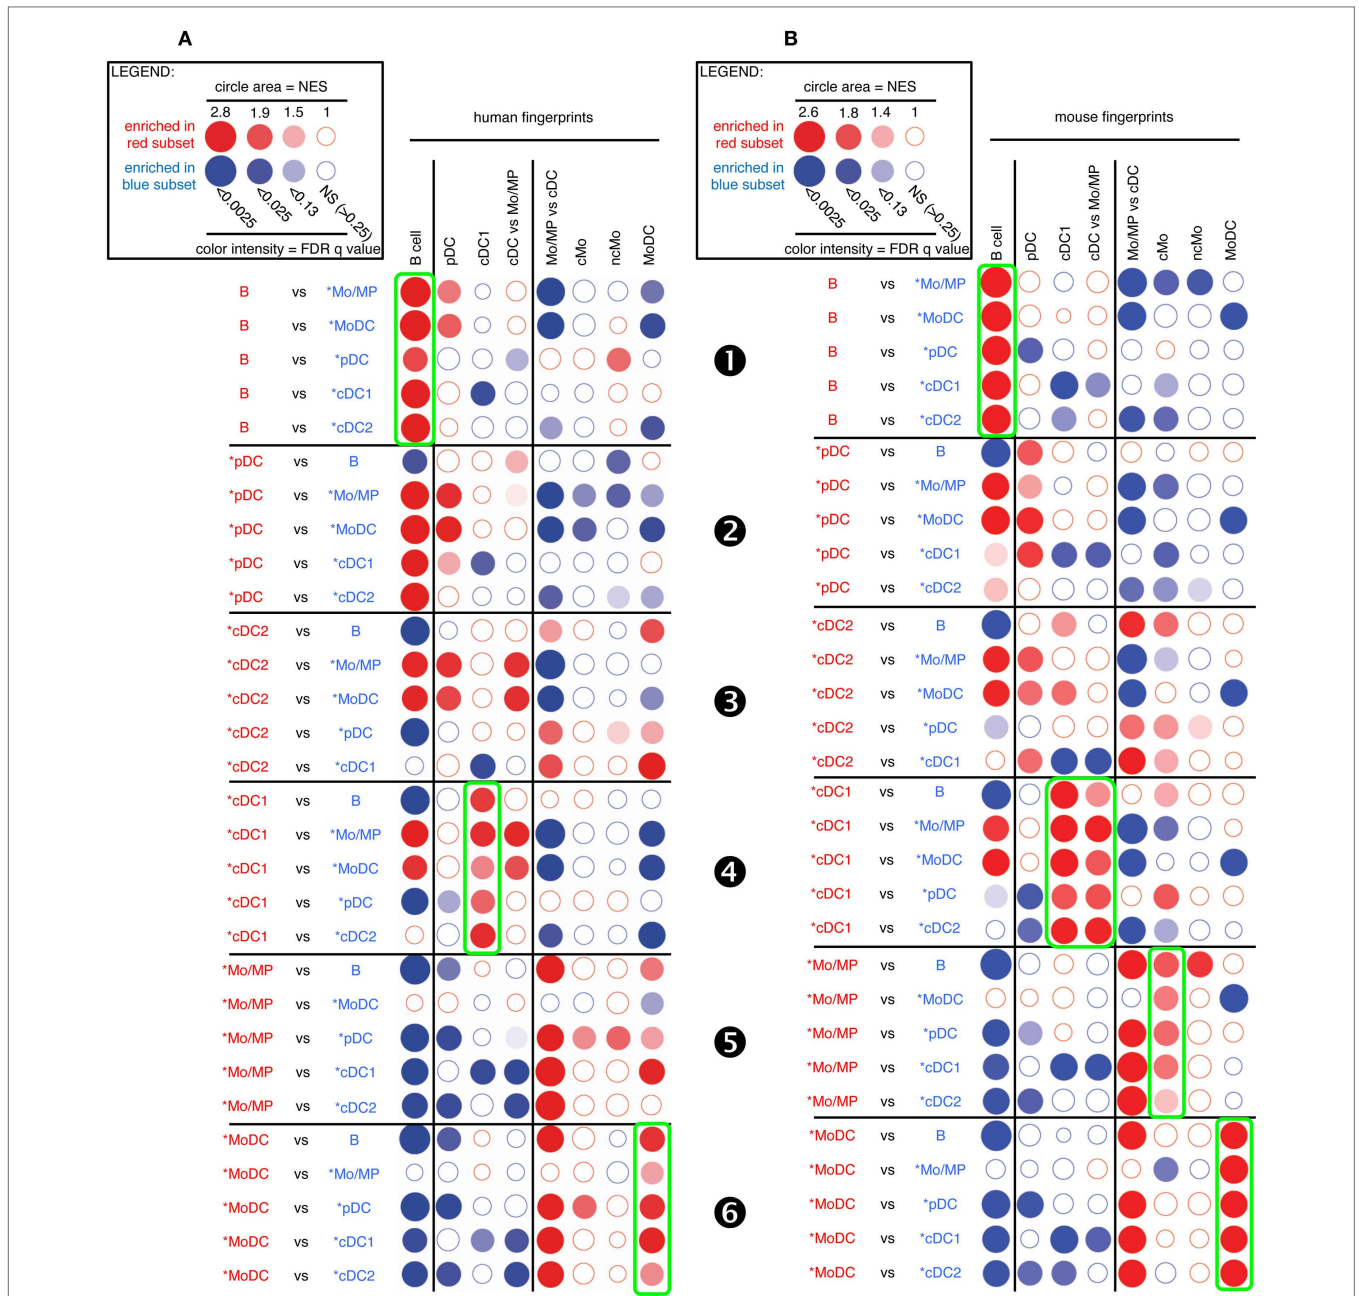 A
LEGEND:
circle area = NES
2.8 1.9 1.5 1
enriched in
red subset
enriched in
blue subset
<0.0025 <0.025 <0.13 NS (>0.25)
color intensity = FDR q value
human fingerprints
B cell
pDC
cDC1
cDC vs Mo/MP
Mo/MP vs cDC
cMo
ncMo
MoDC
B vs *Mo/MP
B vs *MoDC
B vs *pDC
B vs *cDC1
B vs *cDC2
*pDC vs B
*pDC vs *Mo/MP
*pDC vs *MoDC
*pDC vs *cDC1
*pDC vs *cDC2
*cDC2 vs B
*cDC2 vs *Mo/MP
*cDC2 vs *MoDC
*cDC2 vs *pDC
*cDC2 vs *cDC1
*cDC1 vs B
*cDC1 vs *Mo/MP
*cDC1 vs *MoDC
*cDC1 vs *pDC
*cDC1 vs *cDC2
*Mo/MP vs B
*Mo/MP vs *MoDC
*Mo/MP vs *pDC
*Mo/MP vs *cDC1
*Mo/MP vs *cDC2
*MoDC vs B
*MoDC vs *Mo/MP
*MoDC vs *pDC
*MoDC vs *cDC1
*MoDC vs *cDC2
1
2
3
4
5
6
B
LEGEND:
circle area = NES
2.6 1.8 1.4 1
enriched in
red subset
enriched in
blue subset
<0.0025 <0.025 <0.13 NS (>0.25)
color intensity = FDR q value
mouse fingerprints
B cell
pDC
cDC1
cDC vs Mo/MP
Mo/MP vs cDC
cMo
ncMo
MoDC
B vs *Mo/MP
B vs *MoDC
B vs *pDC
B vs *cDC1
B vs *cDC2
*pDC vs B
*pDC vs *Mo/MP
*pDC vs *MoDC
*pDC vs *cDC1
*pDC vs *cDC2
*cDC2 vs B
*cDC2 vs *Mo/MP
*cDC2 vs *MoDC
*cDC2 vs *pDC
*cDC2 vs *cDC1
*cDC1 vs B
*cDC1 vs *Mo/MP
*cDC1 vs *MoDC
*cDC1 vs *pDC
*cDC1 vs *cDC2
*Mo/MP vs B
*Mo/MP vs *MoDC
*Mo/MP vs *pDC
*Mo/MP vs *cDC1
*Mo/MP vs *cDC2
*MoDC vs B
*MoDC vs *Mo/MP
*MoDC vs *pDC
*MoDC vs *cDC1
*MoDC vs *cDC2